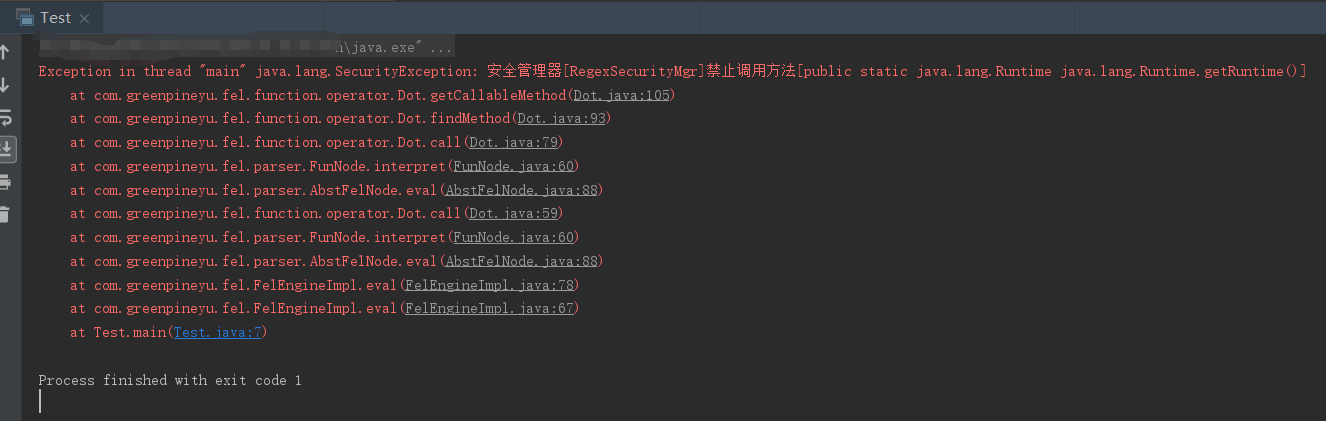 Test
n\java.exe" ...
Exception in thread "main" java.lang.SecurityException: 安全管理器[RegexSecurityMgr]禁止调用方法[public static java.lang.Runtime java.lang.Runtime.getRuntime()]
at com.greenpineyu.fel.function.operator.Dot.getCallableMethod(Dot.java:105)
at com.greenpineyu.fel.function.operator.Dot.findMethod(Dot.java:93)
at com.greenpineyu.fel.function.operator.Dot.call(Dot.java:79)
at com.greenpineyu.fel.parser.FunNode.interpret(FunNode.java:60)
at com.greenpineyu.fel.parser.AbstFelNode.eval(AbstFelNode.java:88)
at com.greenpineyu.fel.function.operator.Dot.call(Dot.java:59)
at com.greenpineyu.fel.parser.FunNode.interpret(FunNode.java:60)
at com.greenpineyu.fel.parser.AbstFelNode.eval(AbstFelNode.java:88)
at com.greenpineyu.fel.FelEngineImpl.eval(FelEngineImpl.java:78)
at com.greenpineyu.fel.FelEngineImpl.eval(FelEngineImpl.java:67)
at Test.main(Test.java:7)
Process finished with exit code 1